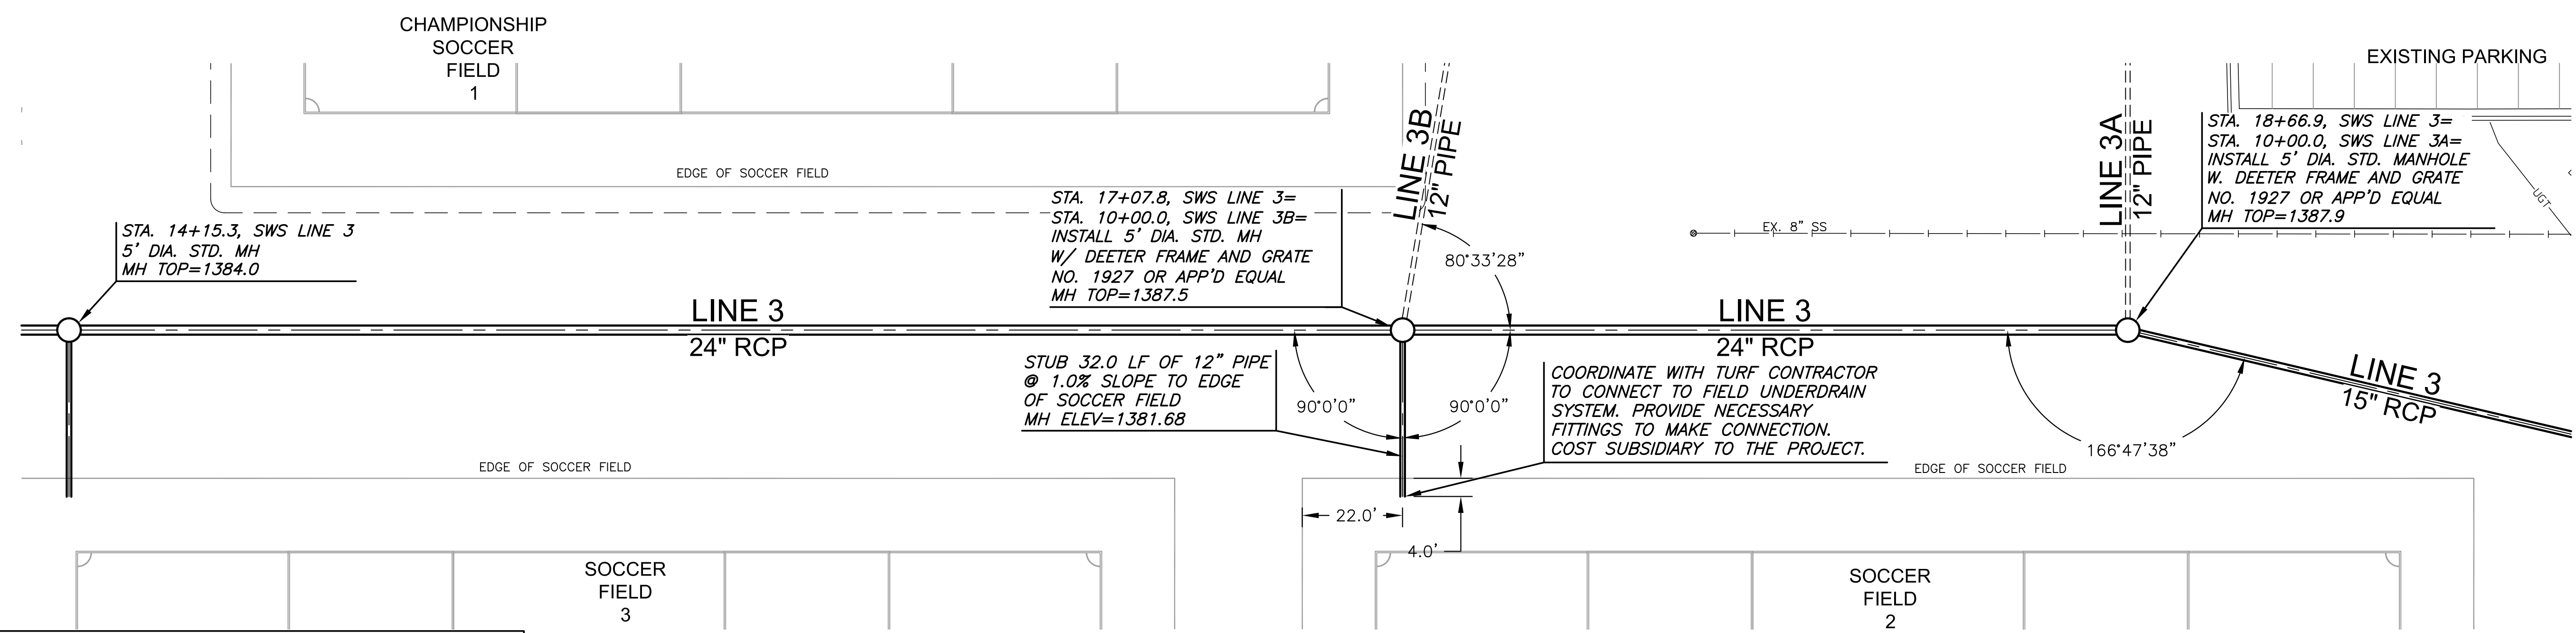 CHAMPIONSHIP
SOCCER
FIELD
1
EXISTING PARKING
EDGE OF SOCCER FIELD
STA. 14+15.3, SWS LINE 3
5' DIA. STD. MH
MH TOP=1384.0
STA. 17+07.8, SWS LINE 3=
STA. 10+00.0, SWS LINE 3B=
INSTALL 5' DIA. STD. MH
W/ DEETER FRAME AND GRATE
NO. 1927 OR APP'D EQUAL
MH TOP=1387.5
LINE 3B
12" PIPE
80°33'28"
EX. 8" SS
LINE 3A
12" PIPE
STA. 18+66.9, SWS LINE 3=
STA. 10+00.0, SWS LINE 3A=
INSTALL 5' DIA. STD. MANHOLE
W. DEETER FRAME AND GRATE
NO. 1927 OR APP'D EQUAL
MH TOP=1387.9
UGT
LINE 3
24" RCP
LINE 3
24" RCP
LINE 3
15" RCP
STUB 32.0 LF OF 12" PIPE
@ 1.0% SLOPE TO EDGE
OF SOCCER FIELD
MH ELEV=1381.68
90°0'0"
90°0'0"
COORDINATE WITH TURF CONTRACTOR
TO CONNECT TO FIELD UNDERDRAIN
SYSTEM. PROVIDE NECESSARY
FITTINGS TO MAKE CONNECTION.
COST SUBSIDIARY TO THE PROJECT.
166°47'38"
EDGE OF SOCCER FIELD
EDGE OF SOCCER FIELD
22.0'
4.0'
SOCCER
FIELD
3
SOCCER
FIELD
2